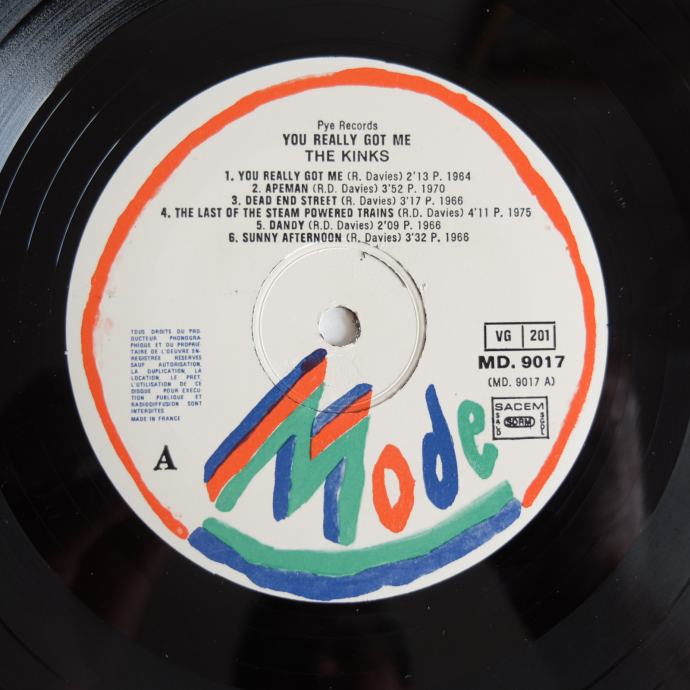 Pye Records
YOU REALLY GOT ME
THE KINKS
1. YOU REALLY GOT ME (R. Davies) 2'13 P. 1964
2. APEMAN (R.D. Davies) 3'52 P. 1970
3. DEAD END STREET (R. Davies) 3'17 P. 1966
4. THE LAST OF THE STEAM POWERED TRAINS (R.D. Davies) 4'11 P. 1975
5. DANDY (R.D. Davies) 2'09 P. 1966
6. SUNNY AFTERNOON (R. Davies) 3'32 P. 1966
TOUS DROITS DU PRO-
DUCTEUR PHONOGRA-
PHIQUE ET DU PROPRIE-
TAIRE DE L'OEUVRE EN-
REGISTREE RESERVES
SAUF AUTORISATION,
LA DUPLICATION, LA
LOCATION, LE PRET,
L'UTILISATION DE CE
DISQUE POUR EXECU-
TION PUBLIQUE ET
RADIODIFFUSION SONT
INTERDITES
MADE IN FRANCE
A
VG 201
MD. 9017
(MD. 9017 A)
SACEM
SACD SDRM SGDL
Mode